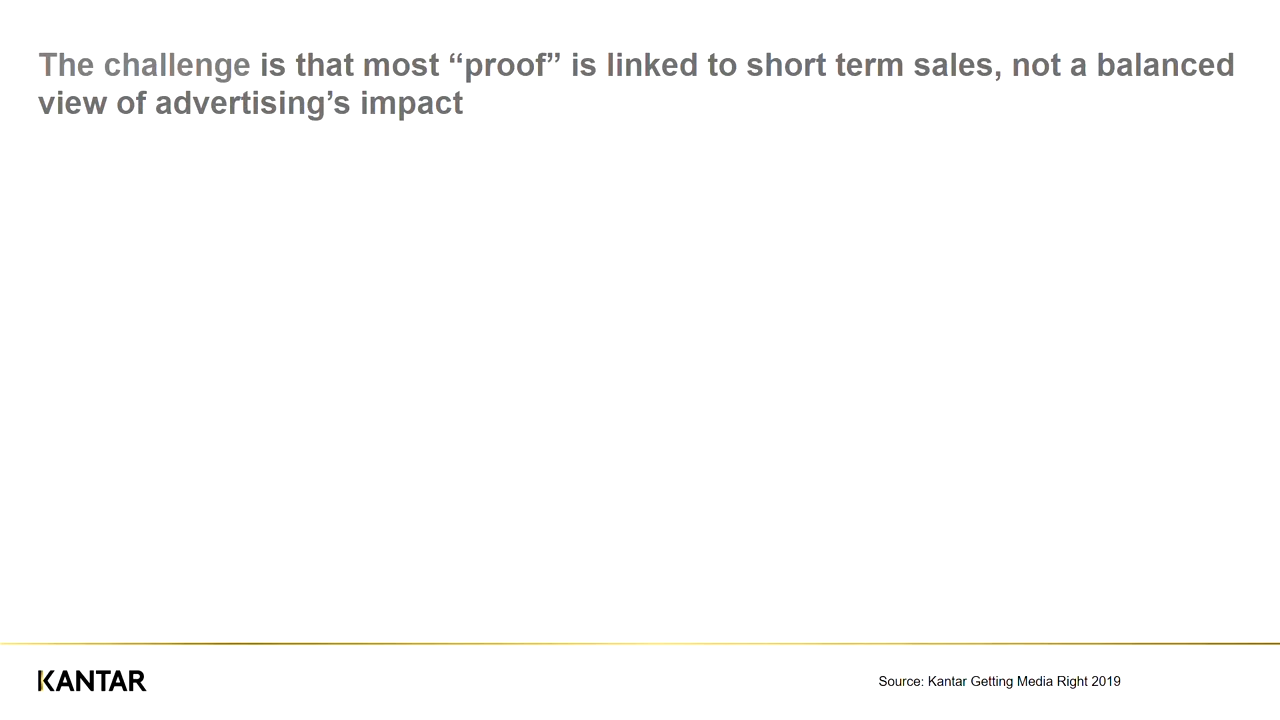 The challenge is that most “proof” is linked to short term sales, not a balanced
view of advertising’s impact
KANTAR
Source: Kantar Getting Media Right 2019